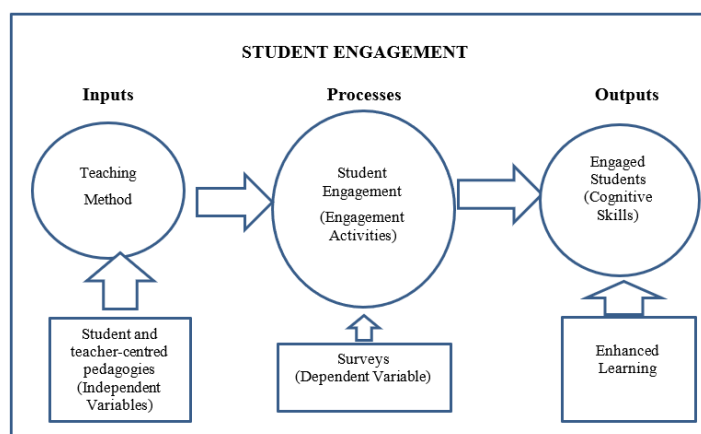 STUDENT ENGAGEMENT
Inputs
Processes
Outputs
Teaching
Method
Student
Engagement
(Engagement
Activities)
Engaged
Students
(Cognitive
Skills)
Student and
teacher-centred
pedagogies
(Independent
Variables)
Surveys
(Dependent Variable)
Enhanced
Learning